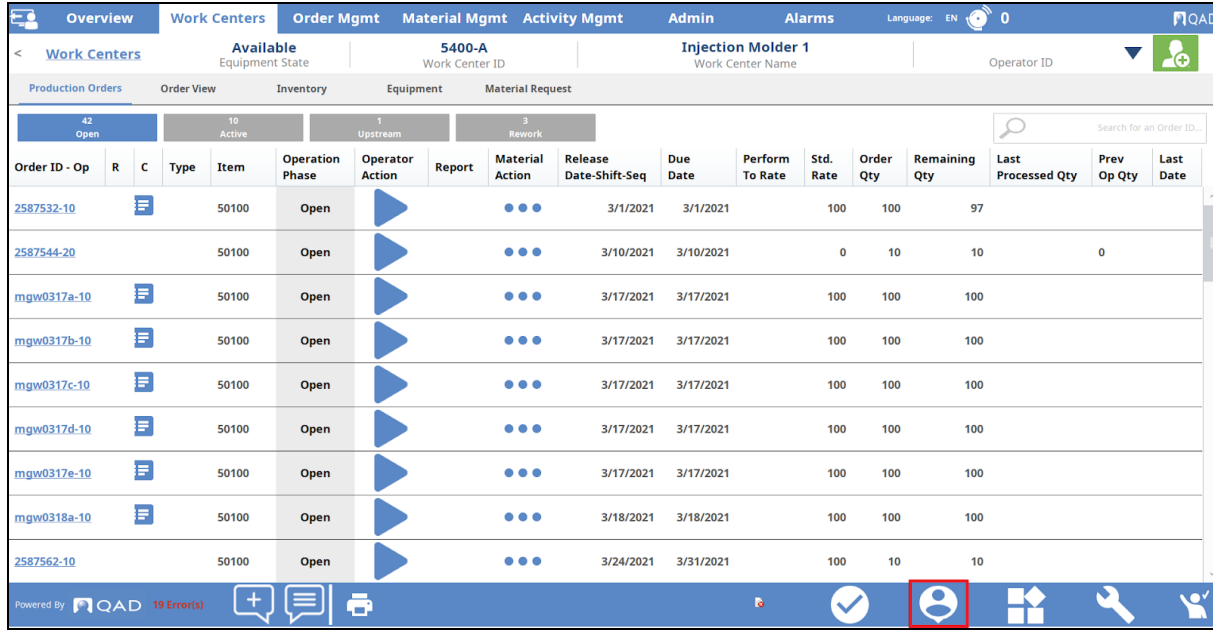 Overview Work Centers Order Mgmt Material Mgmt Activity Mgmt Admin Alarms Language: EN 0 QAD
< Work Centers Available 5400-A Injection Molder 1
Equipment State Work Center ID Work Center Name Operator ID
Production Orders Order View Inventory Equipment Material Request
42 10 1 3
Open Active Upstream Rework Search for an Order ID...
Order ID - Op R C Type Item Operation Phase Operator Action Report Material Action Release Date-Shift-Seq Due Date Perform To Rate Std. Rate Order Qty Remaining Qty Last Processed Qty Prev Op Qty Last Date
2587532-10 50100 Open 3/1/2021 3/1/2021 100 100 97
2587544-20 50100 Open 3/10/2021 3/10/2021 0 10 10 0
mgw0317a-10 50100 Open 3/17/2021 3/17/2021 100 100 100
mgw0317b-10 50100 Open 3/17/2021 3/17/2021 100 100 100
mgw0317c-10 50100 Open 3/17/2021 3/17/2021 100 100 100
mgw0317d-10 50100 Open 3/17/2021 3/17/2021 100 100 100
mgw0317e-10 50100 Open 3/17/2021 3/17/2021 100 100 100
mgw0318a-10 50100 Open 3/18/2021 3/18/2021 100 100 100
2587562-10 50100 Open 3/24/2021 3/31/2021 100 10 10
Powered By QAD 19 Error(s)